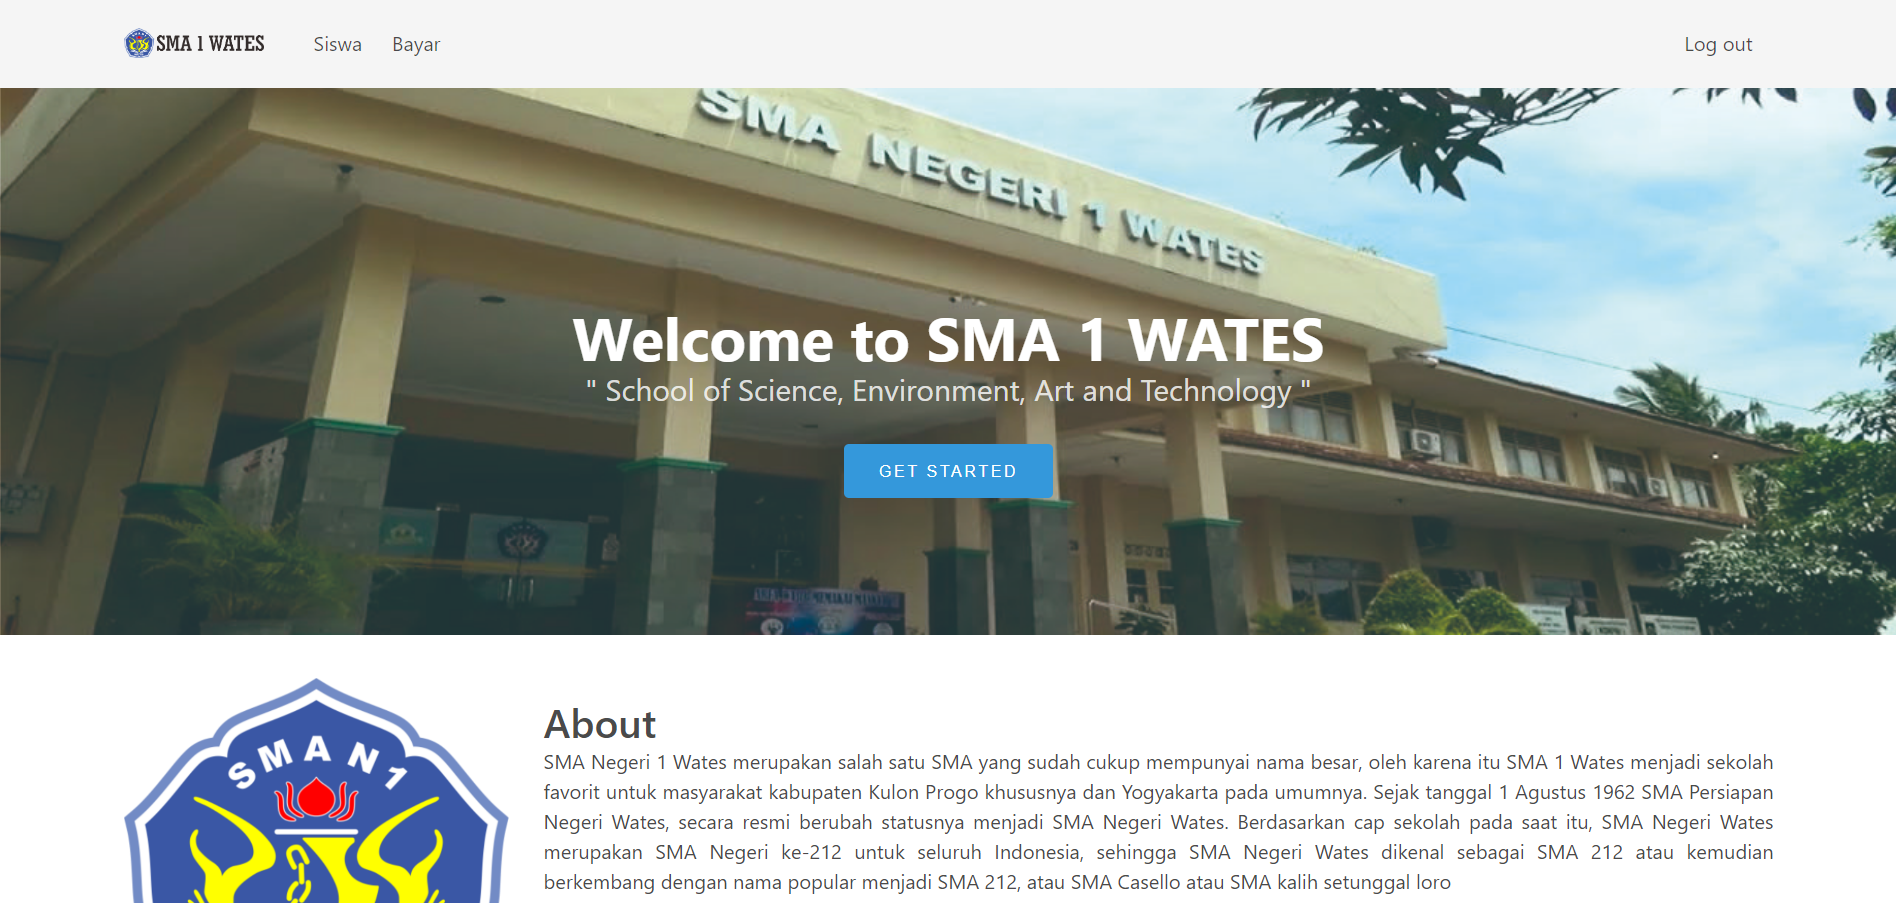 SMA 1 WATES
Siswa
Bayar
Log out
SMA NEGERI 1 WATES
Welcome to SMA 1 WATES
" School of Science, Environment, Art and Technology "
GET STARTED
SMAN 1
About
SMA Negeri 1 Wates merupakan salah satu SMA yang sudah cukup mempunyai nama besar, oleh karena itu SMA 1 Wates menjadi sekolah
favorit untuk masyarakat kabupaten Kulon Progo khususnya dan Yogyakarta pada umumnya. Sejak tanggal 1 Agustus 1962 SMA Persiapan
Negeri Wates, secara resmi berubah statusnya menjadi SMA Negeri Wates. Berdasarkan cap sekolah pada saat itu, SMA Negeri Wates
merupakan SMA Negeri ke-212 untuk seluruh Indonesia, sehingga SMA Negeri Wates dikenal sebagai SMA 212 atau kemudian
berkembang dengan nama popular menjadi SMA 212, atau SMA Casello atau SMA kalih setunggal loro